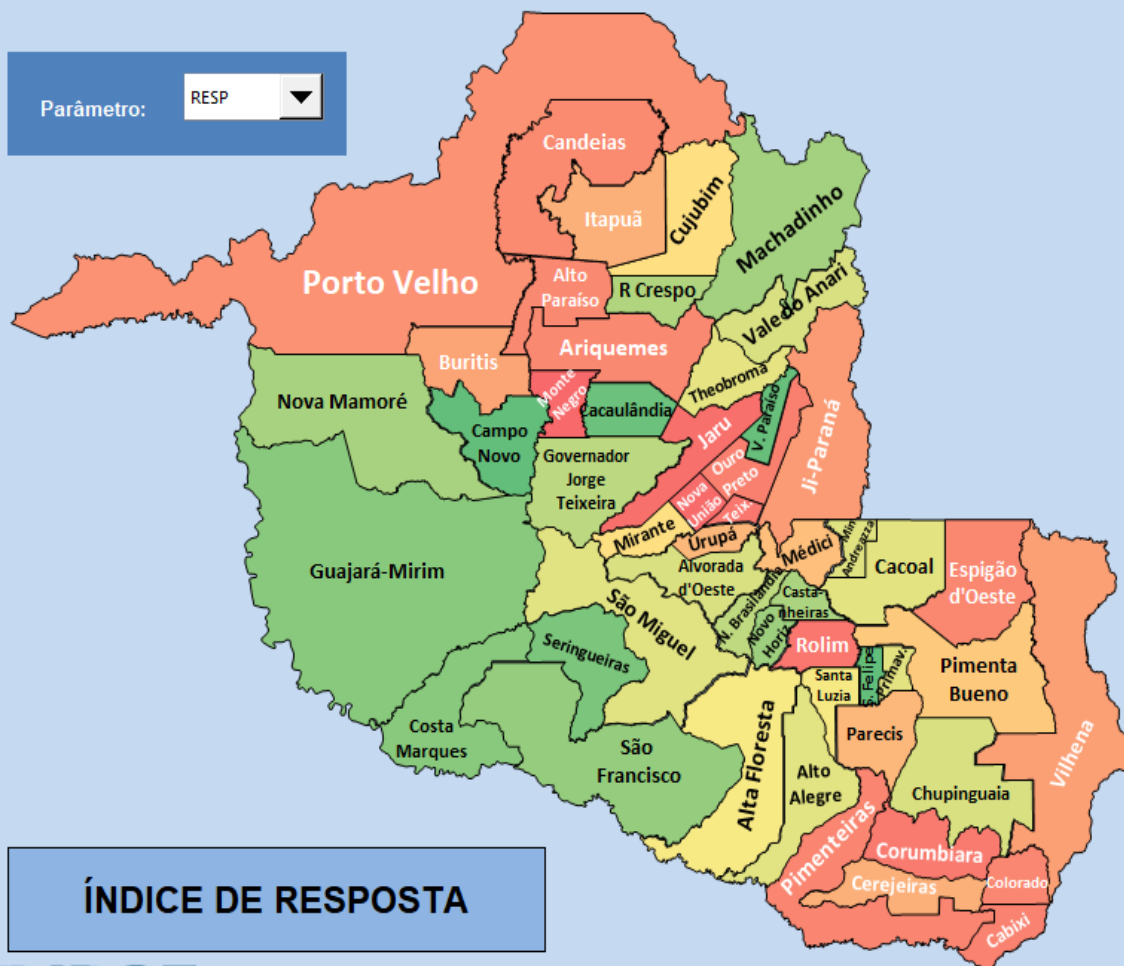 Parâmetro:
RESP
Candeias
Itapuã
Cujubim
Machadinho
Porto Velho
Alto
Paraíso
R Crespo
Vale do Anari
Buritis
Ariquemes
Theobroma
Nova Mamoré
Monte
Negro
Cacaulândia
V. Paraíso
Ji-Paraná
Campo
Novo
Jaru
Governador
Jorge
Teixeira
Ouro
Preto
Nova
União
Teix.
Mirante
Urupá
Médici
Min
Andreazza
Cacoal
Espigão
d'Oeste
Guajará-Mirim
Alvorada
d'Oeste
São Miguel
N. Brasilândia
Casta-
nheiras
Novo
Horiz
Rolim
Seringueiras
S. Felipe
Primav.
Pimenta
Bueno
Santa
Luzia
Costa
Marques
São
Francisco
Alta Floresta
Parecis
Vilhena
Alto
Alegre
Chupinguaia
Pimenteiras
Corumbiara
Cerejeiras
Colorado
Cabixi
ÍNDICE DE RESPOSTA